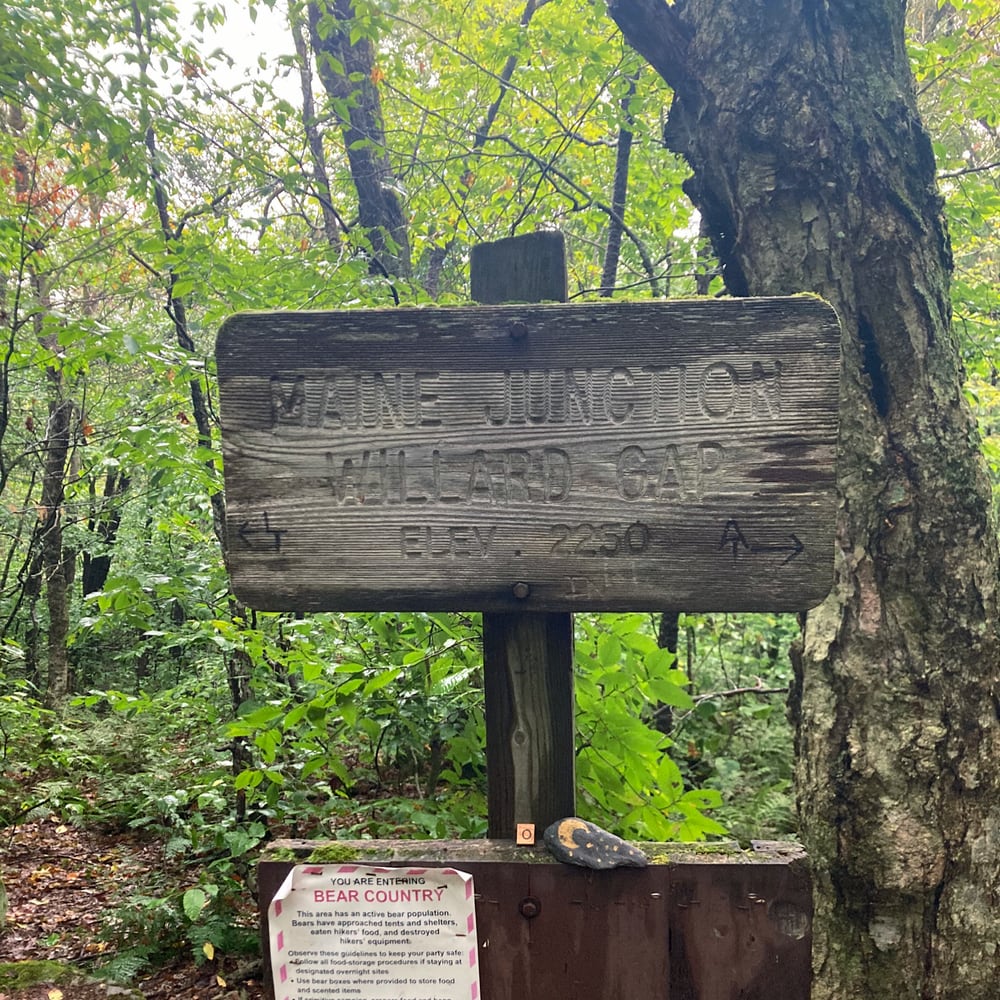 MAINE JUNCTION
WILLARD GAP
ELEV. 2250
← L
A →
O
YOU ARE ENTERING
BEAR COUNTRY
This area has an active bear population.
Bears have approached tents and shelters,
eaten hikers' food, and destroyed
hikers' equipment.
Observe these guidelines to keep your party safe:
• Follow all food-storage practices if staying at
designated overnight sites
• Use bear boxes where provided to store food
and scented items